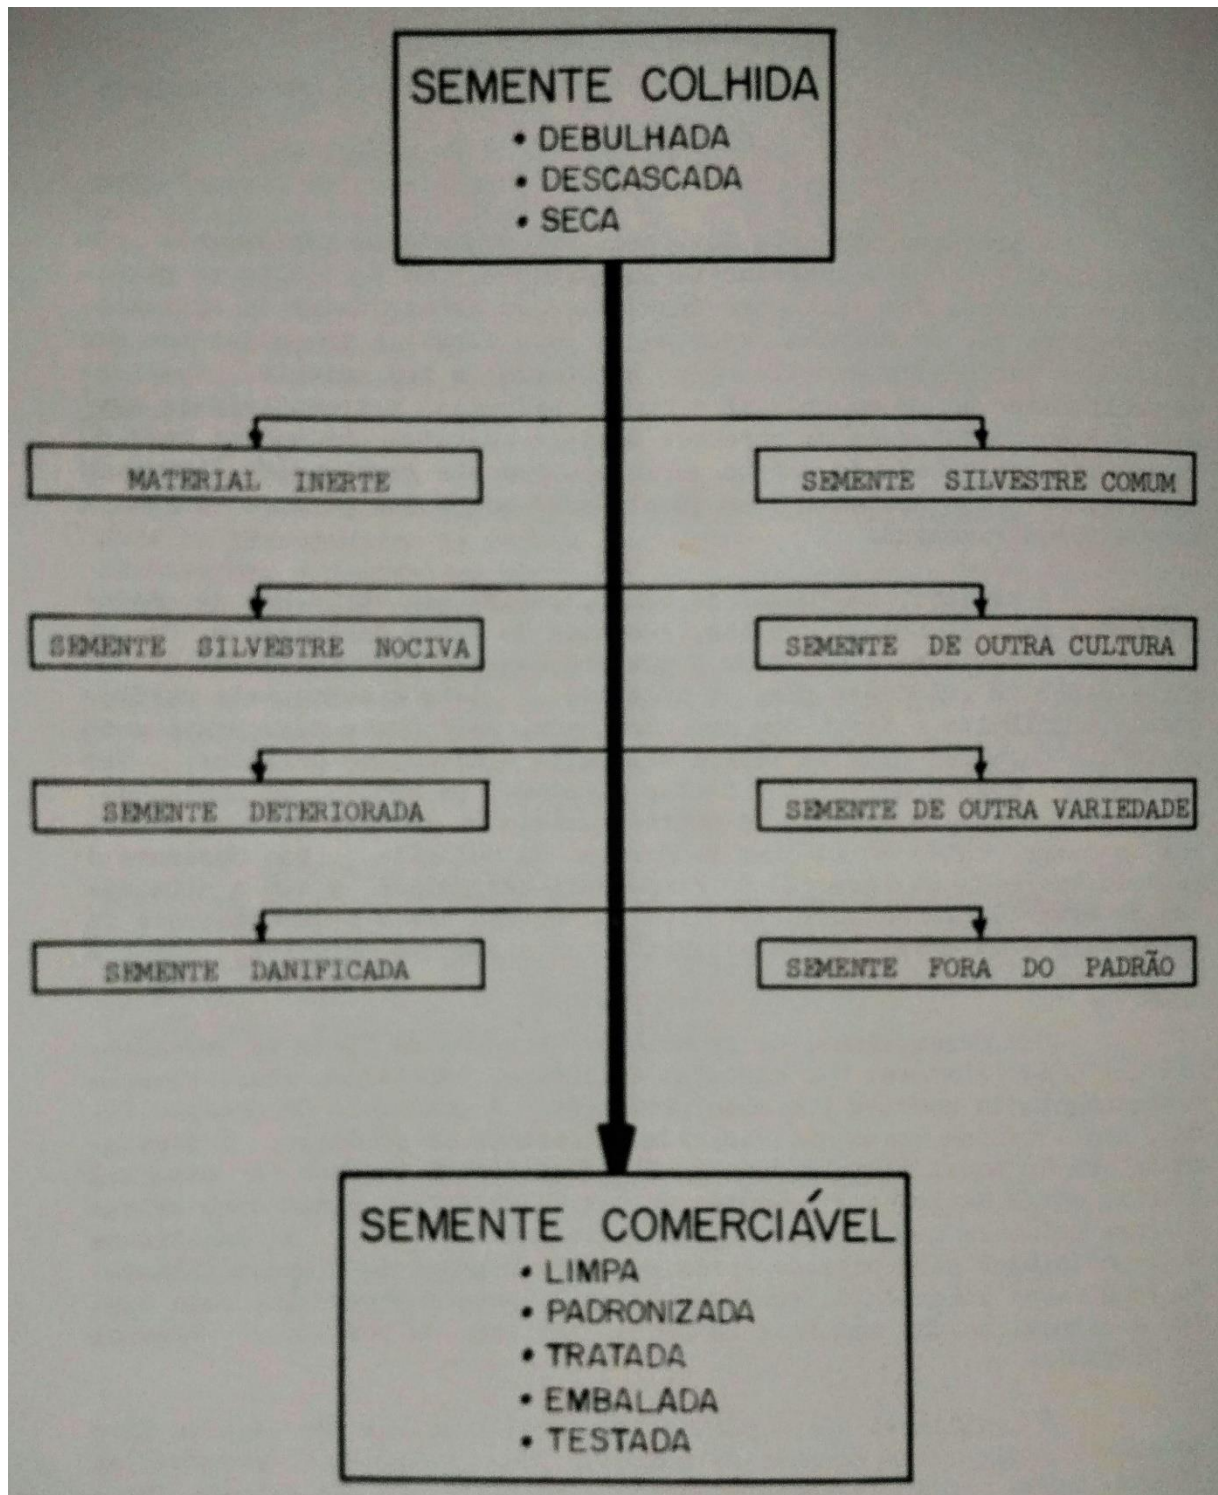 SEMENTE COLHIDA
• DEBULHADA
• DESCASCADA
• SECA
MATERIAL INERTE
SEMENTE SILVESTRE COMUM
SEMENTE SILVESTRE NOCIVA
SEMENTE DE OUTRA CULTURA
SEMENTE DETERIORADA
SEMENTE DE OUTRA VARIEDADE
SEMENTE DANIFICADA
SEMENTE FORA DO PADRÃO
SEMENTE COMERCIÁVEL
• LIMPA
• PADRONIZADA
• TRATADA
• EMBALADA
• TESTADA